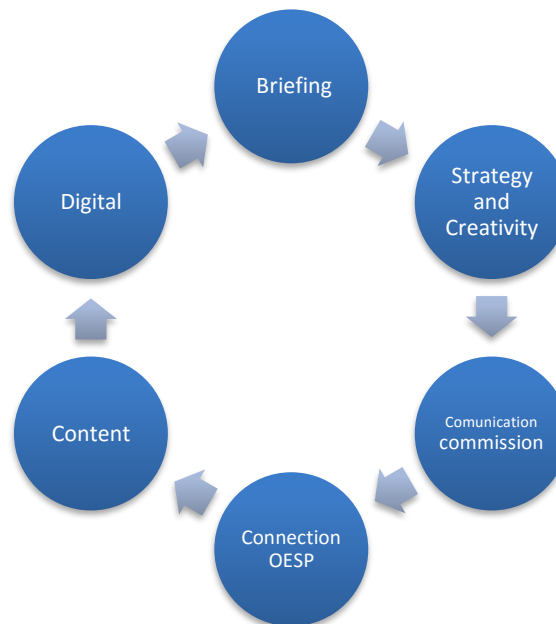 Briefing
Strategy
and
Creativity
Comunication
commission
Connection
OESP
Content
Digital